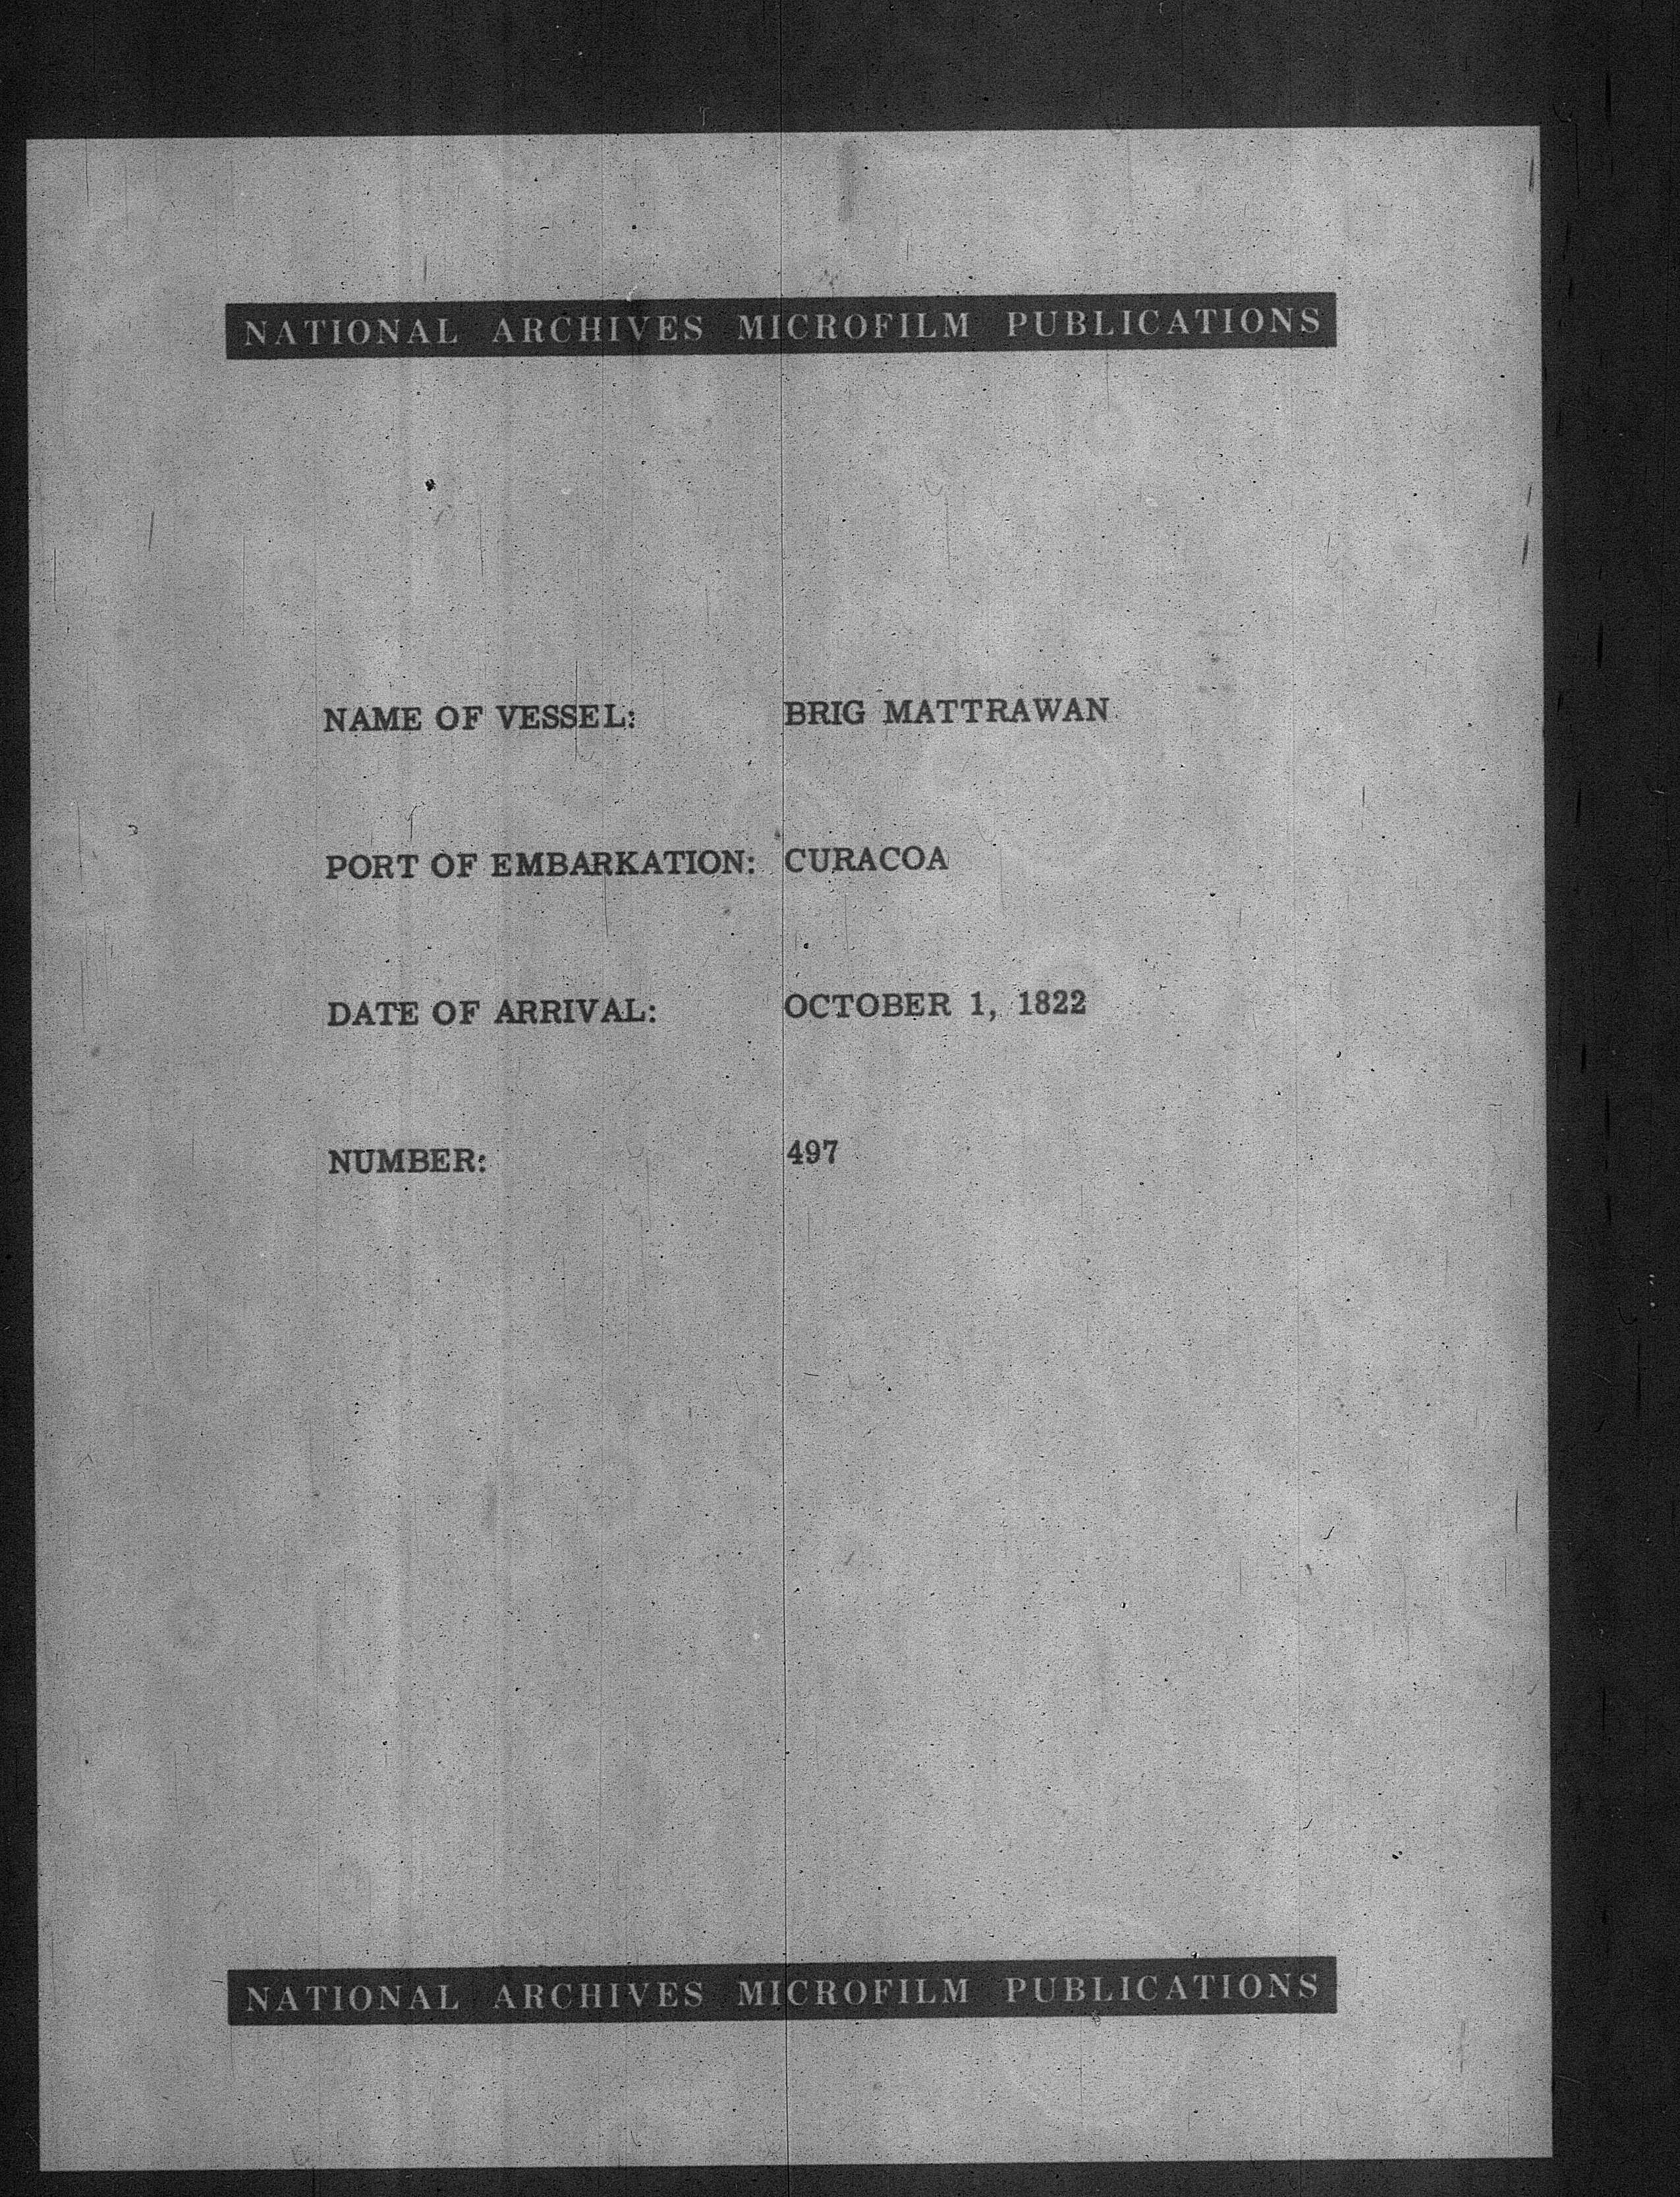 NATIONAL ARCHIVES MICROFILM PUBLICATIONS
NAME OF VESSEL: BRIG MATTRAWAN
PORT OF EMBARKATION: CURACOA
DATE OF ARRIVAL: OCTOBER 1, 1822
NUMBER: 497
NATIONAL ARCHIVES MICROFILM PUBLICATIONS